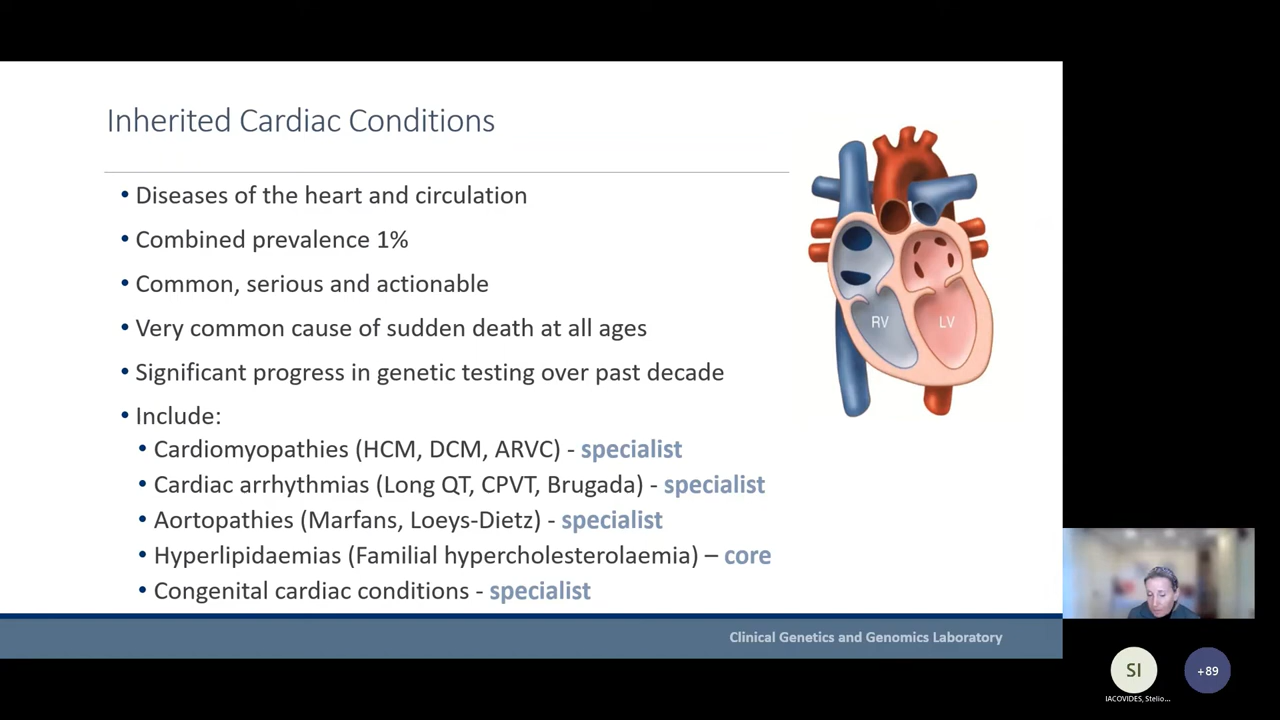 Inherited Cardiac Conditions
• Diseases of the heart and circulation
• Combined prevalence 1%
• Common, serious and actionable
• Very common cause of sudden death at all ages
• Significant progress in genetic testing over past decade
• Include:
• Cardiomyopathies (HCM, DCM, ARVC) - specialist
• Cardiac arrhythmias (Long QT, CPVT, Brugada) - specialist
• Aortopathies (Marfans, Loeys-Dietz) - specialist
• Hyperlipidaemias (Familial hypercholesterolaemia) – core
• Congenital cardiac conditions - specialist
RV LV
Clinical Genetics and Genomics Laboratory
SI
+89
IACOVIDES, Stelio...